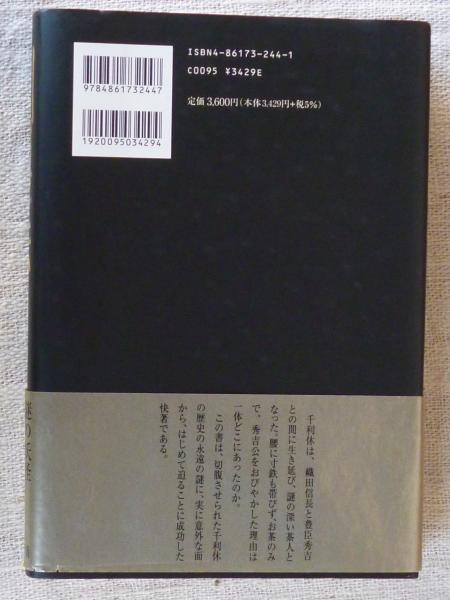 ISBN4-86173-244-1
C0095 ¥3429E
9784861732447
1920095034294
定価 3,600円(本体3,429円+税5%)
千利休は、織田信長と豊臣秀吉
との間に生き延び、謎の深い茶人と
なった。腰に寸鉄も帯びず、お茶のみ
で、秀吉公をおびやかした理由は
一体どこにあったのか。
この書は、切腹させられた千利休
の歴史の永遠の謎に、実に意外な面
から、はじめて迫ることに成功した
快著である。